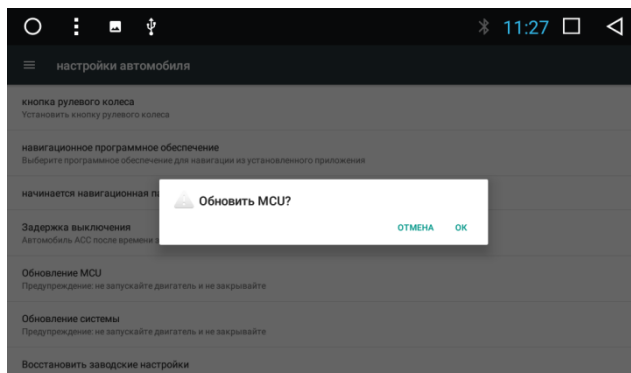 11:27
настройки автомобиля
кнопка рулевого колеса
Установить кнопку рулевого колеса
навигационное программное обеспечение
Выберите программное обеспечение для навигации из установленного приложения
начинается навигационная
Обновить MCU?
Задержка выключения
Автомобиль ACC после времени
ОТМЕНА ОК
Обновление MCU
Предупреждение: не запускайте двигатель и не закрывайте
Обновление системы
Предупреждение: не запускайте двигатель и не закрывайте
Восстановить заводские настройки